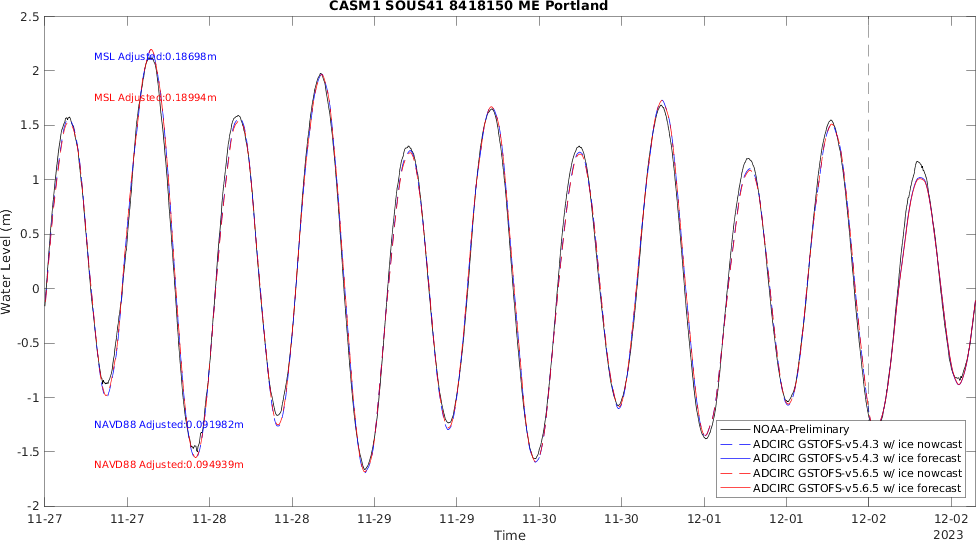 CASM1 SOUS41 8418150 ME Portland
2.5
2
1.5
1
0.5
0
-0.5
-1
-1.5
-2
Water Level (m)
MSL Adjusted:0.18698m
MSL Adjusted:0.18994m
NAVD88 Adjusted:0.091982m
NAVD88 Adjusted:0.094939m
NOAA-Preliminary
ADCIRC GSTOFS-v5.4.3 w/ ice nowcast
ADCIRC GSTOFS-v5.4.3 w/ ice forecast
ADCIRC GSTOFS-v5.6.5 w/ ice nowcast
ADCIRC GSTOFS-v5.6.5 w/ ice forecast
11-27 11-27 11-28 11-28 11-29 11-29 11-30 11-30 12-01 12-01 12-02 12-02
2023
Time